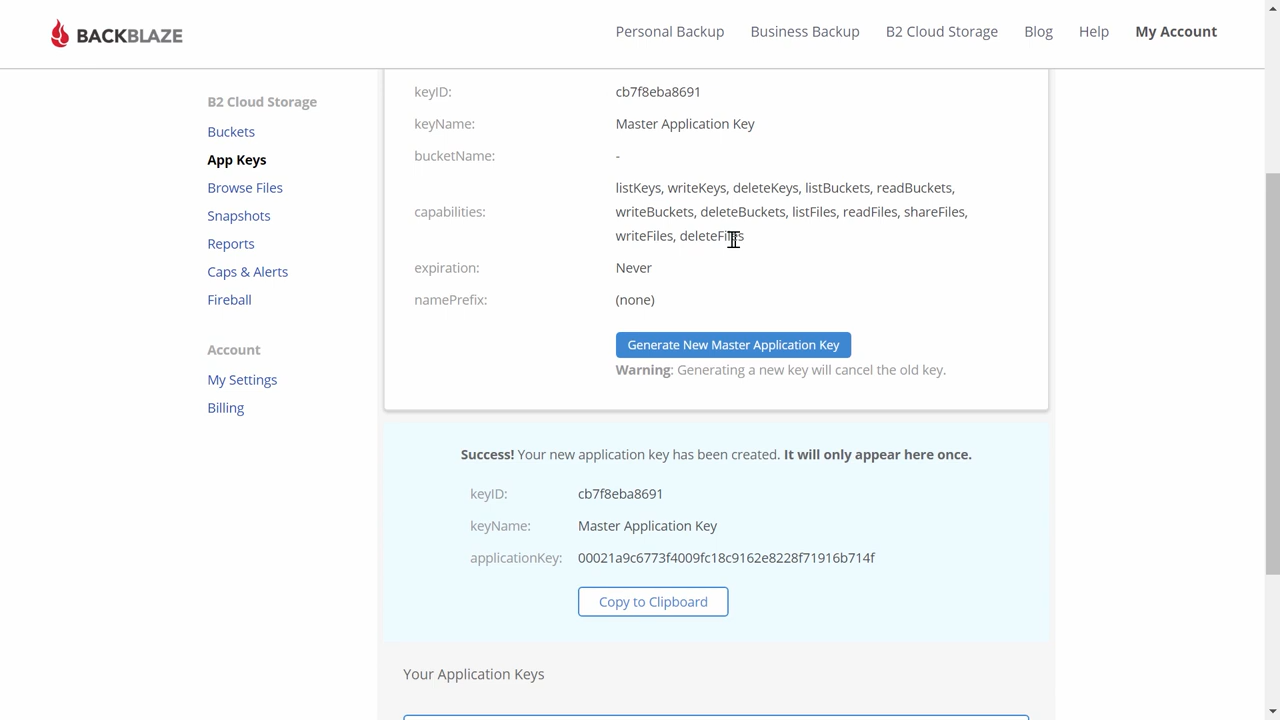 BACKBLAZE
Personal Backup Business Backup B2 Cloud Storage Blog Help My Account
B2 Cloud Storage
Buckets
App Keys
Browse Files
Snapshots
Reports
Caps & Alerts
Fireball
Account
My Settings
Billing
keyID: cb7f8eba8691
keyName: Master Application Key
bucketName: -
capabilities: listKeys, writeKeys, deleteKeys, listBuckets, readBuckets,
writeBuckets, deleteBuckets, listFiles, readFiles, shareFiles,
writeFiles, deleteFiles
expiration: Never
namePrefix: (none)
Generate New Master Application Key
Warning: Generating a new key will cancel the old key.
Success! Your new application key has been created. It will only appear here once.
keyID: cb7f8eba8691
keyName: Master Application Key
applicationKey: 00021a9c6773f4009fc18c9162e8228f71916b714f
Copy to Clipboard
Your Application Keys